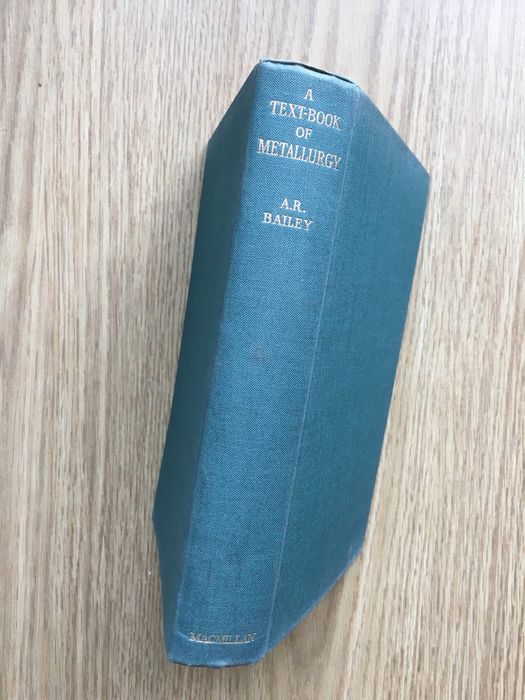 A
TEXT-BOOK
OF
METALLURGY
A.R.
BAILEY
MACMILLAN